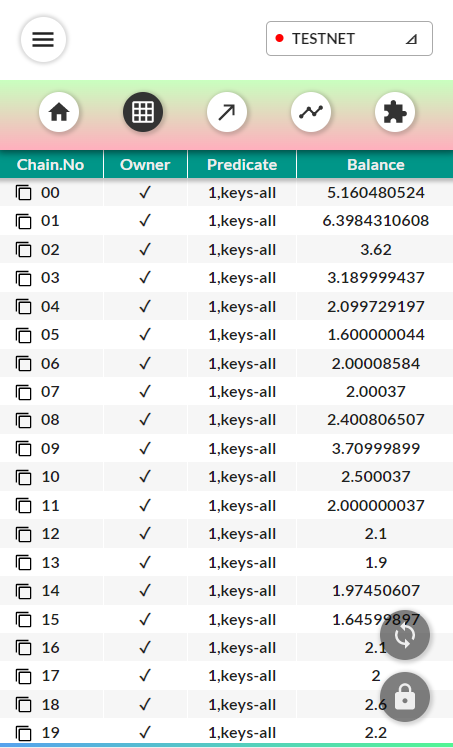 TESTNET
Chain.No Owner Predicate Balance
00 ✓ 1,keys-all 5.160480524
01 ✓ 1,keys-all 6.3984310608
02 ✓ 1,keys-all 3.62
03 ✓ 1,keys-all 3.189999437
04 ✓ 1,keys-all 2.099729197
05 ✓ 1,keys-all 1.600000044
06 ✓ 1,keys-all 2.00008584
07 ✓ 1,keys-all 2.00037
08 ✓ 1,keys-all 2.400806507
09 ✓ 1,keys-all 3.70999899
10 ✓ 1,keys-all 2.500037
11 ✓ 1,keys-all 2.000000037
12 ✓ 1,keys-all 2.1
13 ✓ 1,keys-all 1.9
14 ✓ 1,keys-all 1.97450607
15 ✓ 1,keys-all 1.64599897
16 ✓ 1,keys-all 2.1
17 ✓ 1,keys-all 2
18 ✓ 1,keys-all 2.6
19 ✓ 1,keys-all 2.2